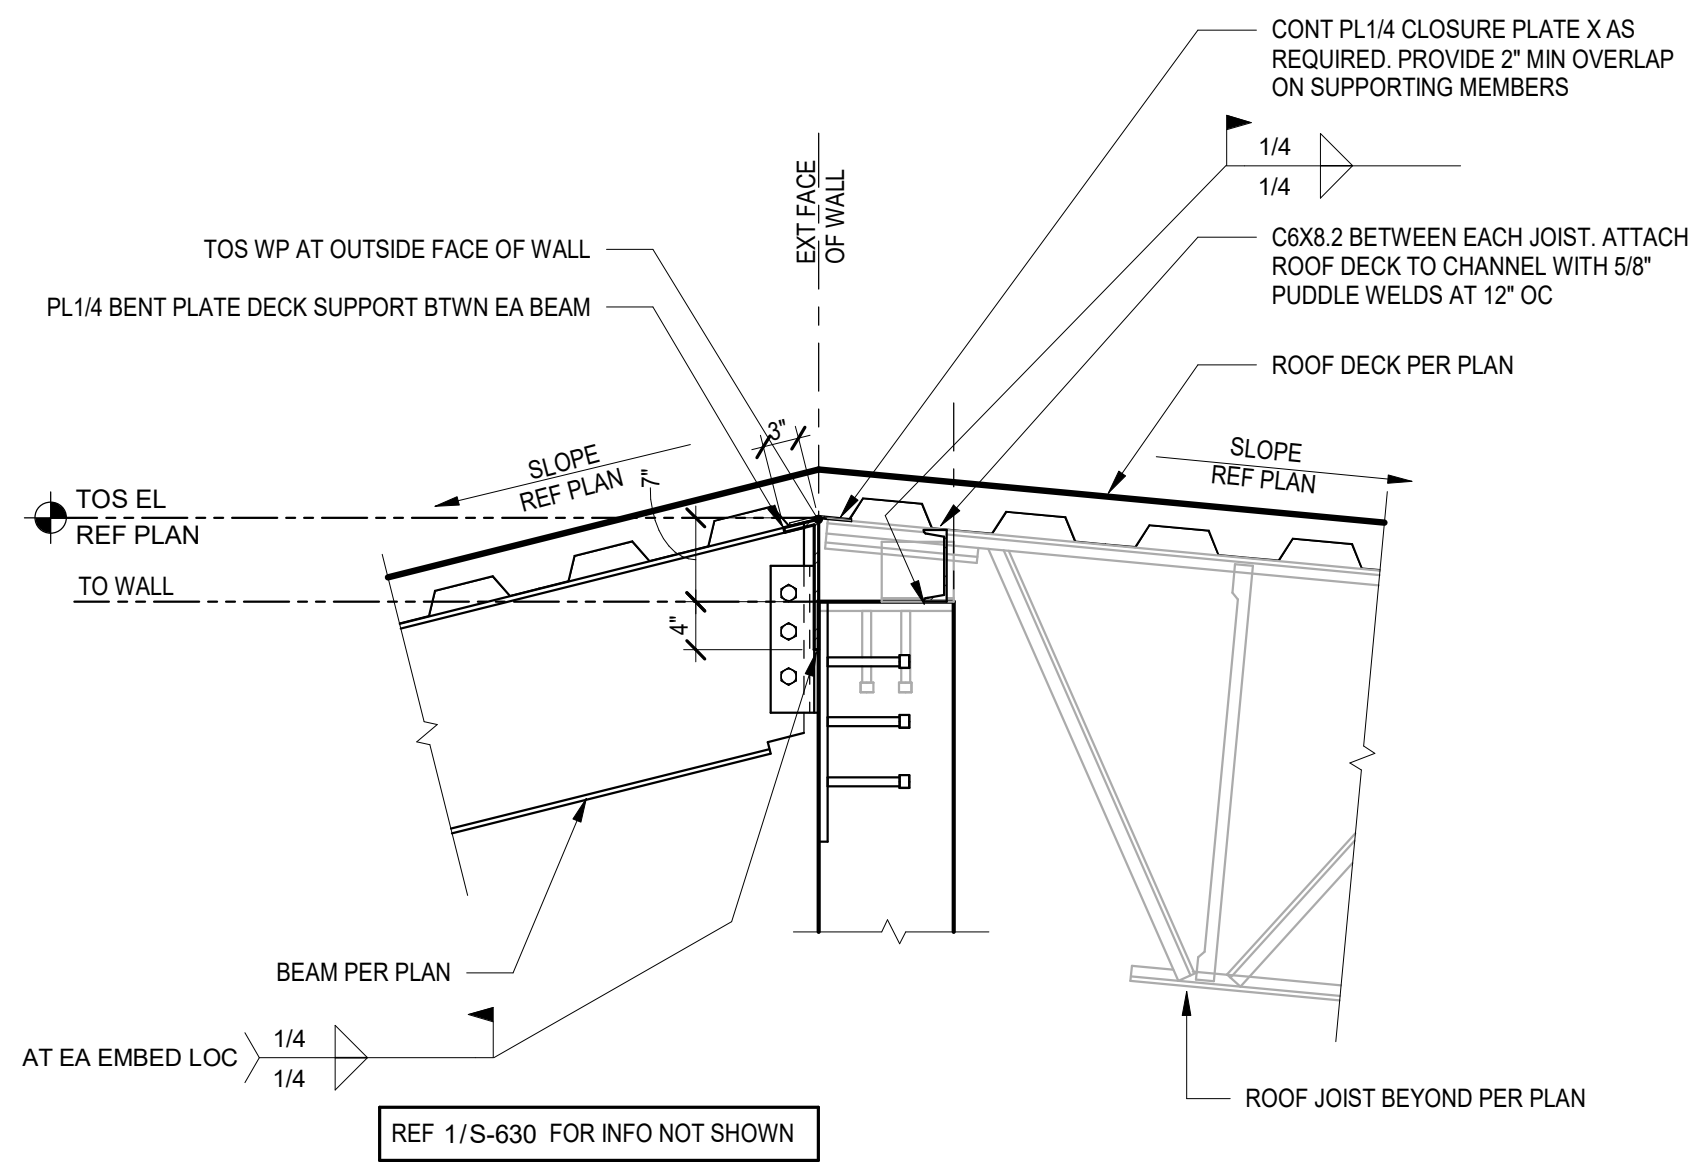 CONT PL1/4 CLOSURE PLATE X AS
REQUIRED. PROVIDE 2" MIN OVERLAP
ON SUPPORTING MEMBERS
1/4
1/4
EXT FACE
OF WALL
TOS WP AT OUTSIDE FACE OF WALL
PL1/4 BENT PLATE DECK SUPPORT BTWN EA BEAM
C6X8.2 BETWEEN EACH JOIST. ATTACH
ROOF DECK TO CHANNEL WITH 5/8"
PUDDLE WELDS AT 12" OC
ROOF DECK PER PLAN
3"
SLOPE
REF PLAN
7"
SLOPE
REF PLAN
TOS EL
REF PLAN
TO WALL
4"
BEAM PER PLAN
AT EA EMBED LOC
1/4
1/4
ROOF JOIST BEYOND PER PLAN
REF 1/S-630 FOR INFO NOT SHOWN